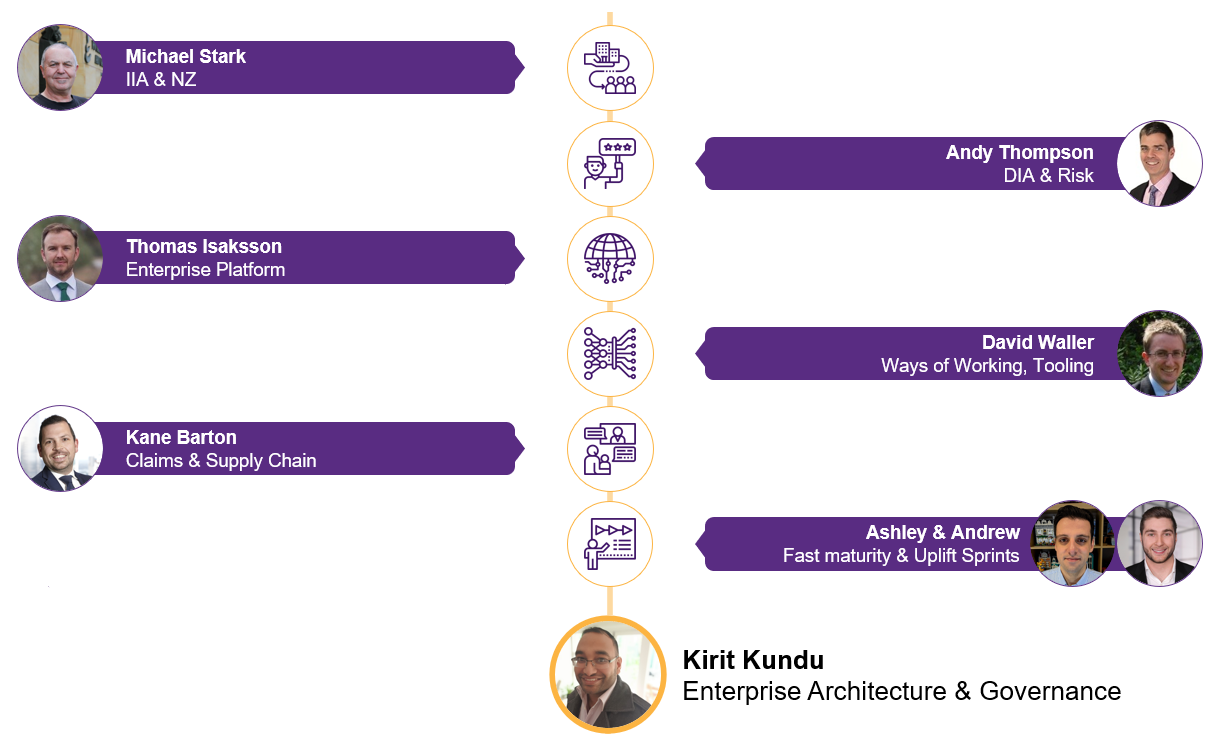 Michael Stark
IIA & NZ
Andy Thompson
DIA & Risk
Thomas Isaksson
Enterprise Platform
David Waller
Ways of Working, Tooling
Kane Barton
Claims & Supply Chain
Ashley & Andrew
Fast maturity & Uplift Sprints
Kirit Kundu
Enterprise Architecture & Governance